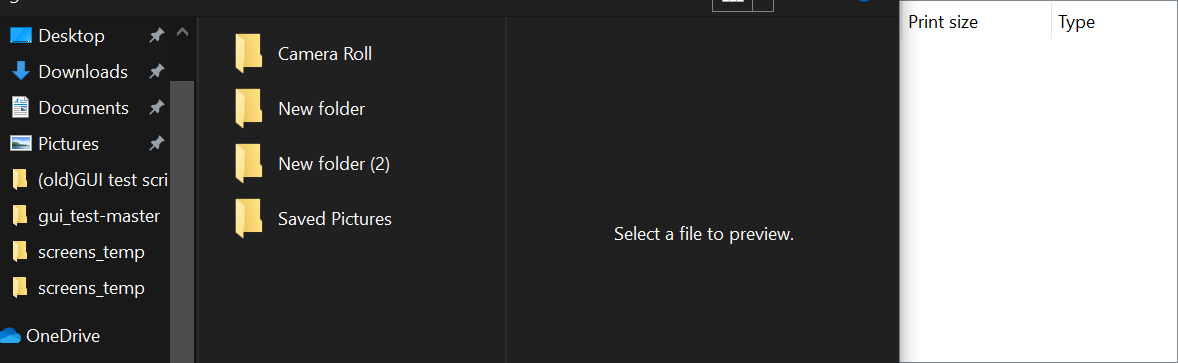 Desktop
Downloads
Documents
Pictures
(old)GUI test scri
gui_test-master
screens_temp
screens_temp
OneDrive
Camera Roll
New folder
New folder (2)
Saved Pictures
Select a file to preview.
Print size
Type